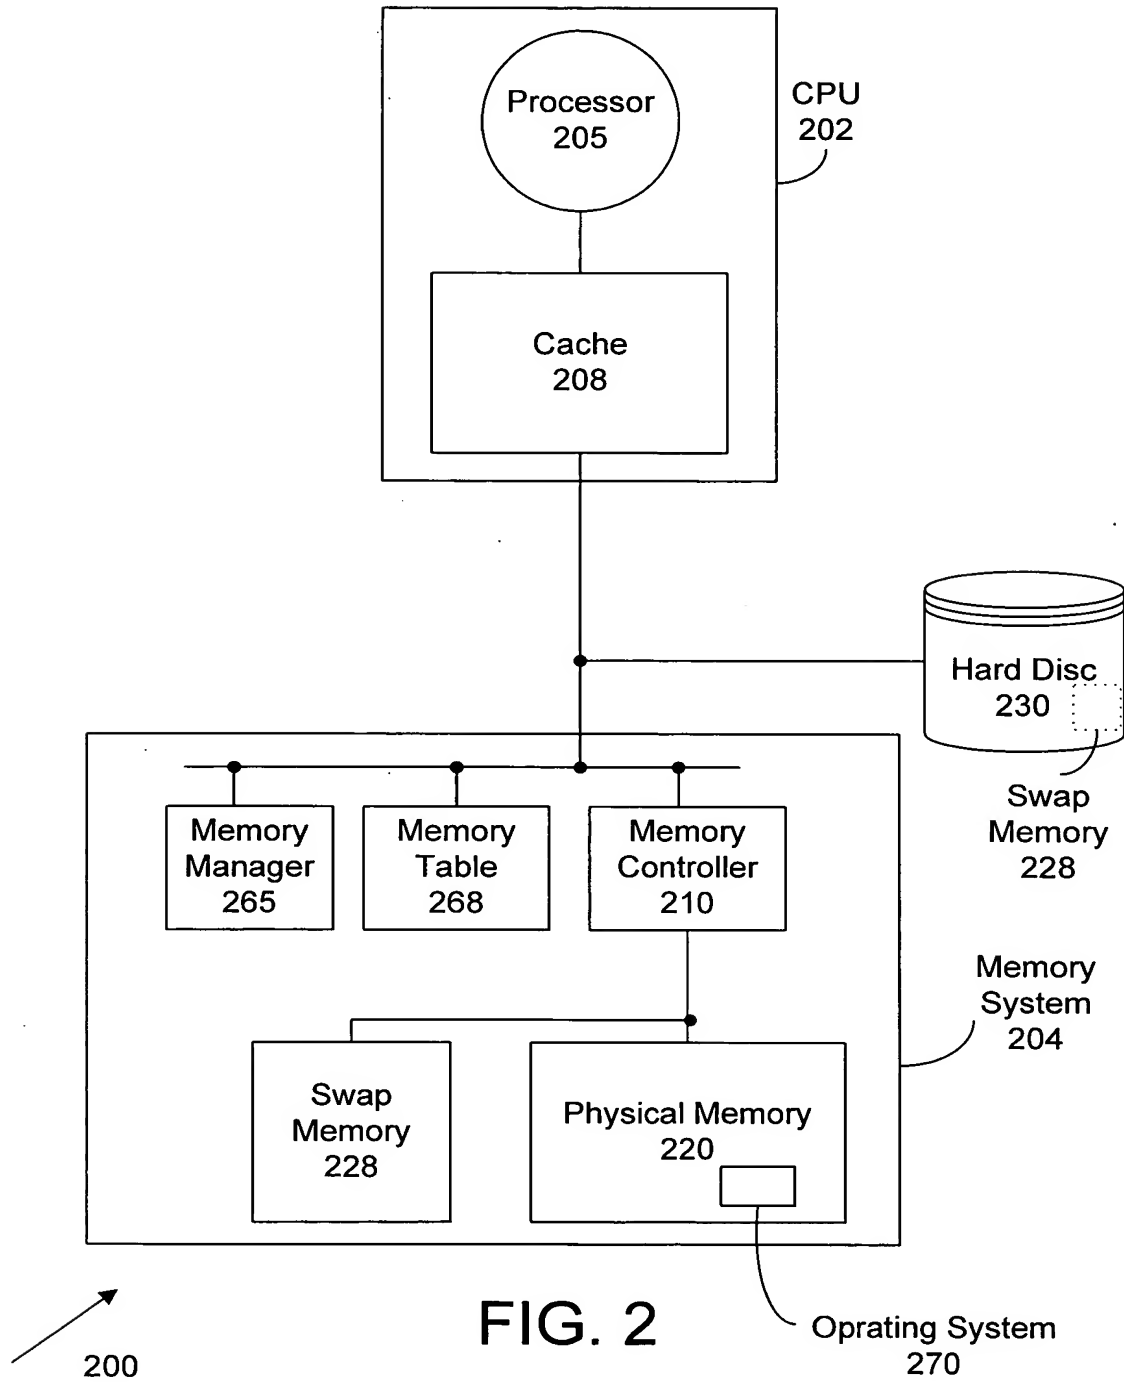 Processor
205
CPU
202
Cache
208
Hard Disc
230
Swap
Memory
228
Memory
Manager
265
Memory
Table
268
Memory
Controller
210
Memory
System
204
Swap
Memory
228
Physical Memory
220
FIG. 2
Oprating System
270
200